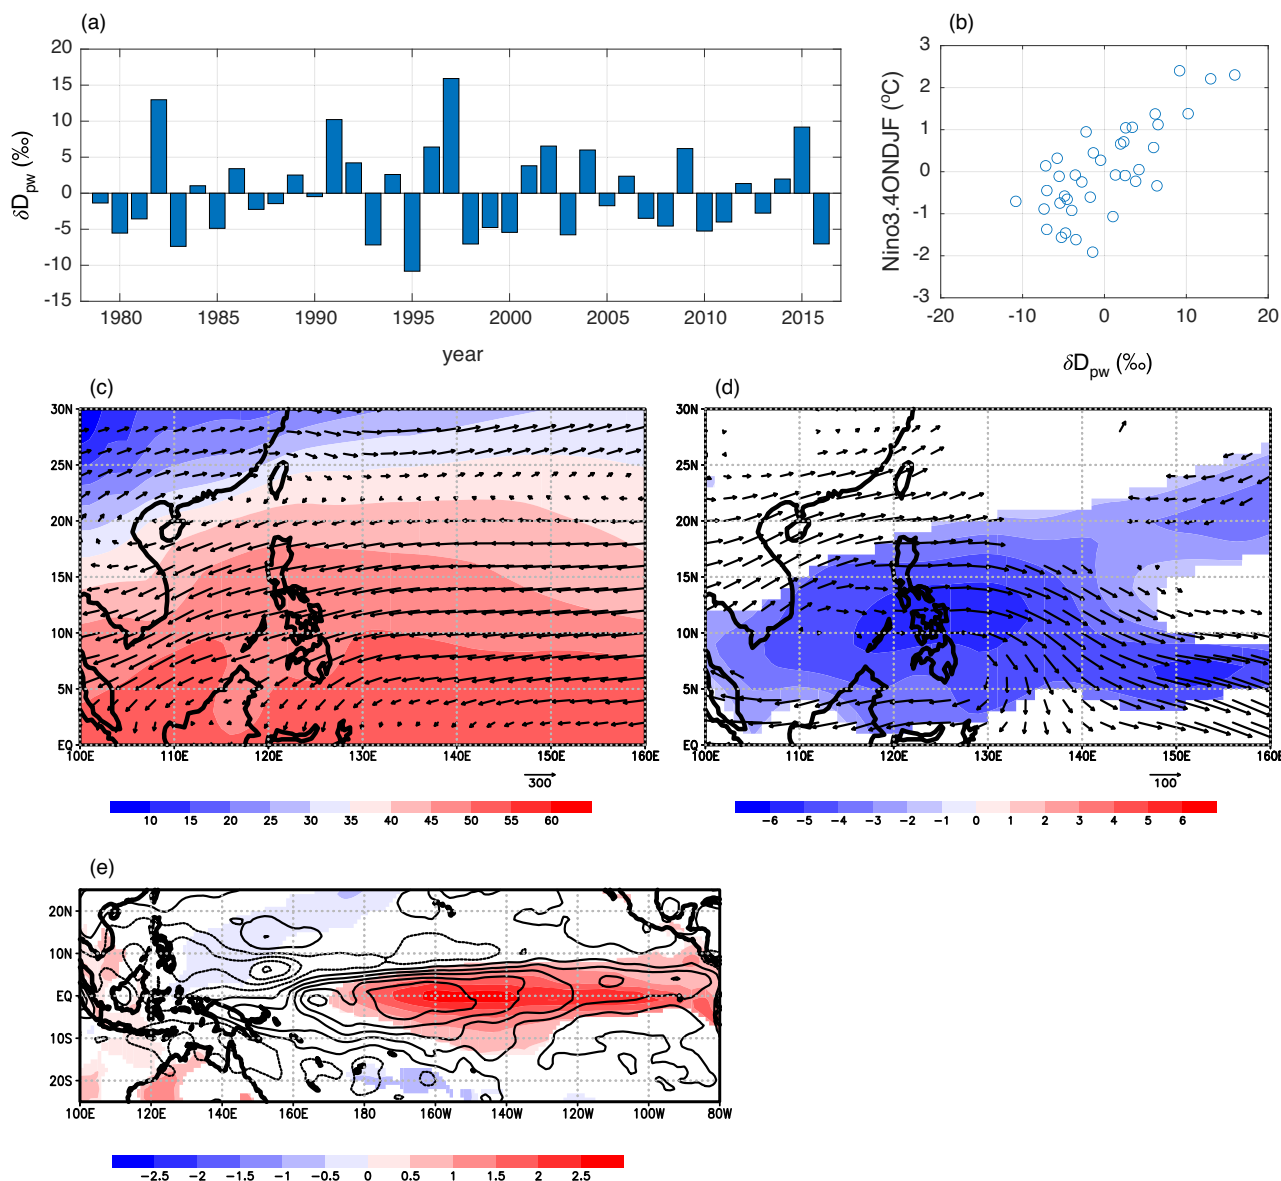 (a)
20
15
10
5
0
-5
-10
-15
δD_pw (‰)
1980 1985 1990 1995 2000 2005 2010 2015
year
(b)
3
2
1
0
-1
-2
-3
Nino3.4ONDJF (°C)
-20 -10 0 10 20
δD_pw (‰)
(c)
30N
25N
20N
15N
10N
5N
EQ
100E 110E 120E 130E 140E 150E 160E
300
10 15 20 25 30 35 40 45 50 55 60
(d)
30N
25N
20N
15N
10N
5N
EQ
100E 110E 120E 130E 140E 150E 160E
100
-6 -5 -4 -3 -2 -1 0 1 2 3 4 5 6
(e)
20N
10N
EQ
10S
20S
100E 120E 140E 160E 180 160W 140W 120W 100W 80W
-2.5 -2 -1.5 -1 -0.5 0 0.5 1 1.5 2 2.5